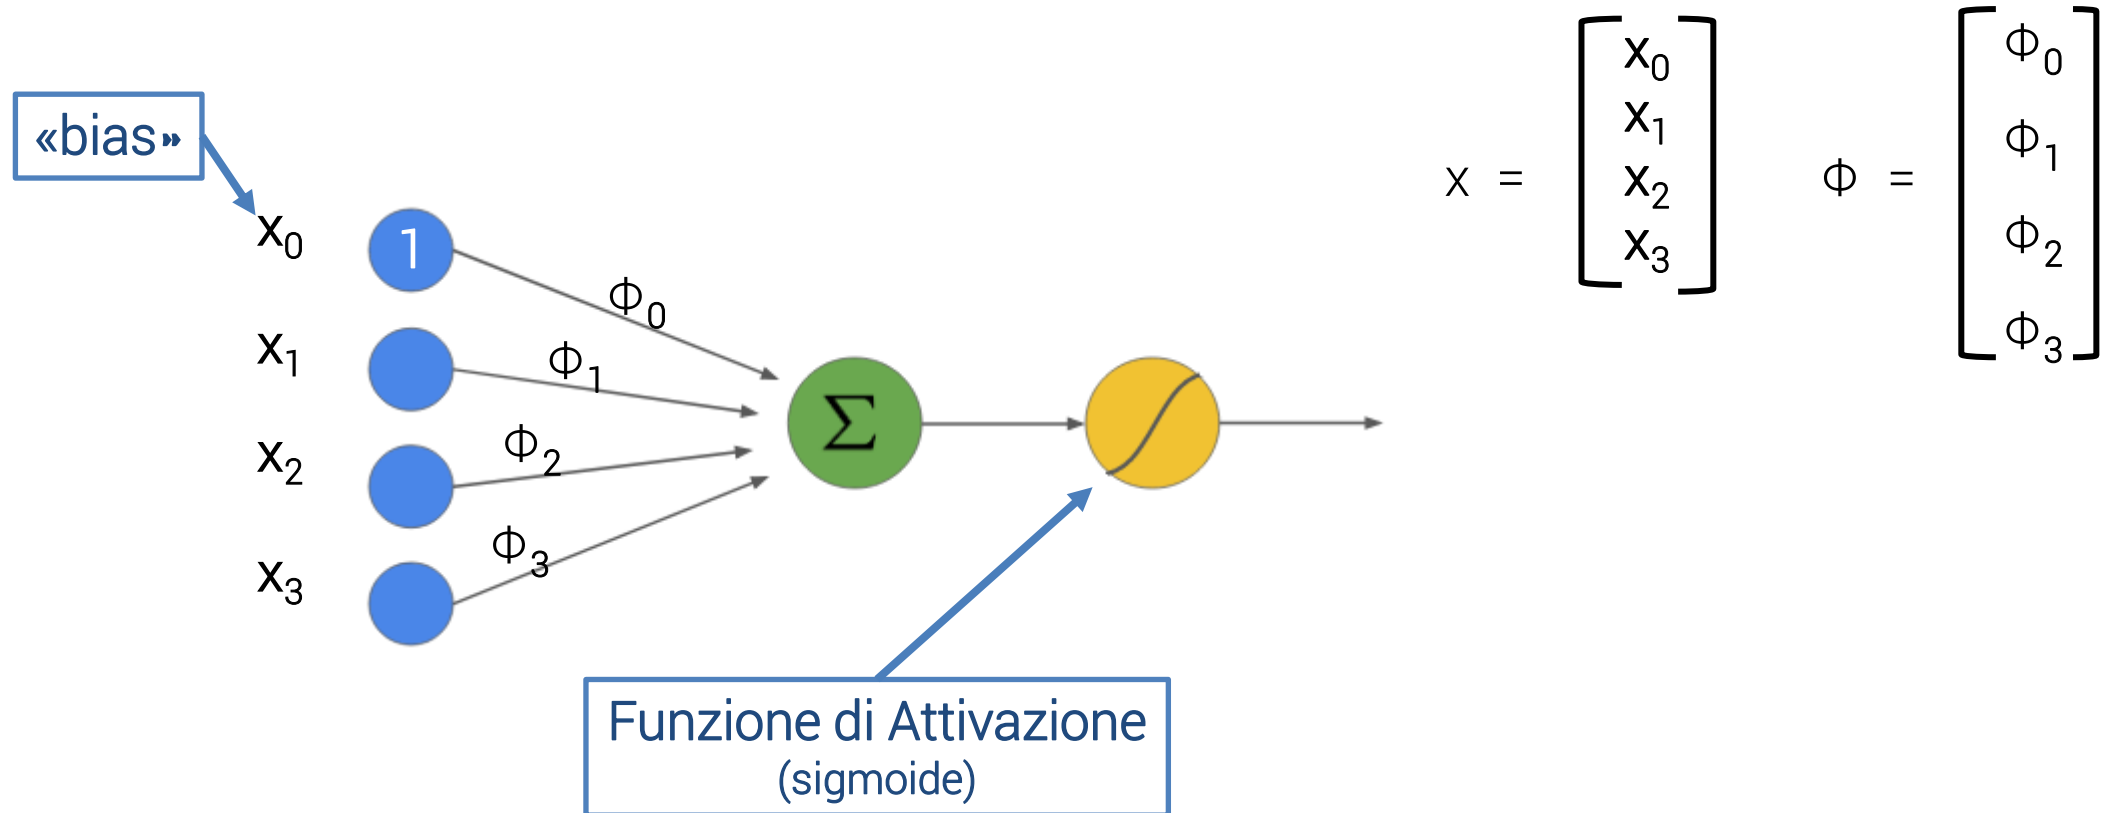 «bias»
x₀
1
x₁
x₂
x₃
Φ₀
Φ₁
Φ₂
Φ₃
Σ
Funzione di Attivazione
(sigmoide)
x =
x₀
x₁
x₂
x₃
Φ =
Φ₀
Φ₁
Φ₂
Φ₃